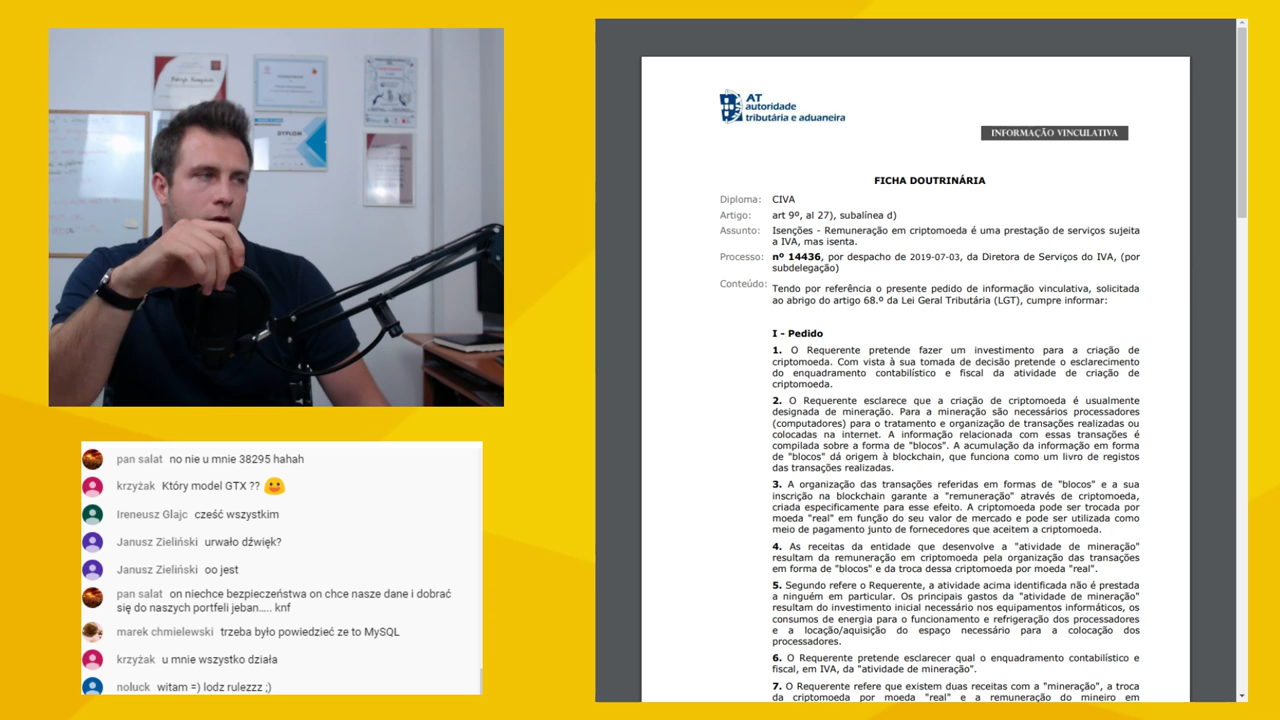 DYPLOM
pan salat no nie u mnie 38295 hahah
krzyżak Który model GTX ??
Ireneusz Glajc cześć wszystkim
Janusz Zieliński urwało dźwięk?
Janusz Zieliński oo jest
pan salat on niechce bezpieczeństwa on chce nasze dane i dobrać
się do naszych portfeli jeban..... knf
marek chmielewski trzeba było powiedzieć ze to MySQL
krzyżak u mnie wszystko działa
nołuck witam =) lodz rulezzz ;)
AT
autoridade
tributária e aduaneira
INFORMAÇÃO VINCULATIVA
FICHA DOUTRINÁRIA
Diploma: CIVA
Artigo: art 9º, al 27), subalínea d)
Assunto: Isenções - Remuneração em criptomoeda é uma prestação de serviços sujeita
a IVA, mas isenta.
Processo: nº 14436, por despacho de 2019-07-03, da Diretora de Serviços do IVA, (por
subdelegação)
Conteúdo: Tendo por referência o presente pedido de informação vinculativa, solicitada
ao abrigo do artigo 68.º da Lei Geral Tributária (LGT), cumpre informar:
I - Pedido
1. O Requerente pretende fazer um investimento para a criação de
criptomoeda. Com vista à sua tomada de decisão pretende o esclarecimento
do enquadramento contabilístico e fiscal da atividade de criação de
criptomoeda.
2. O Requerente esclarece que a criação de criptomoeda é usualmente
designada de mineração. Para a mineração são necessários processadores
(computadores) para o tratamento e organização de transações realizadas ou
colocadas na internet. A informação relacionada com essas transações é
compilada sobre a forma de "blocos". A acumulação da informação em forma
de "blocos" dá origem à blockchain, que funciona como um livro de registos
das transações realizadas.
3. A organização das transações referidas em formas de "blocos" e a sua
inscrição na blockchain garante a "remuneração" através de criptomoeda,
criada especificamente para esse efeito. A criptomoeda pode ser trocada por
moeda "real" em função do seu valor de mercado e pode ser utilizada como
meio de pagamento junto de fornecedores que aceitem a criptomoeda.
4. As receitas da entidade que desenvolve a "atividade de mineração"
resultam da remuneração em criptomoeda pela organização das transações
em forma de "blocos" e da troca dessa criptomoeda por moeda "real".
5. Segundo refere o Requerente, a atividade acima identificada não é prestada
a ninguém em particular. Os principais gastos da "atividade de mineração"
resultam do investimento inicial necessário nos equipamentos informáticos, os
consumos de energia para o funcionamento e refrigeração dos processadores
e a locação/aquisição do espaço necessário para a colocação dos
processadores.
6. O Requerente pretende esclarecer qual o enquadramento contabilístico e
fiscal, em IVA, da "atividade de mineração".
7. O Requerente refere que existem duas receitas com a "mineração", a troca
da criptomoeda por moeda "real" e a remuneração do mineiro em